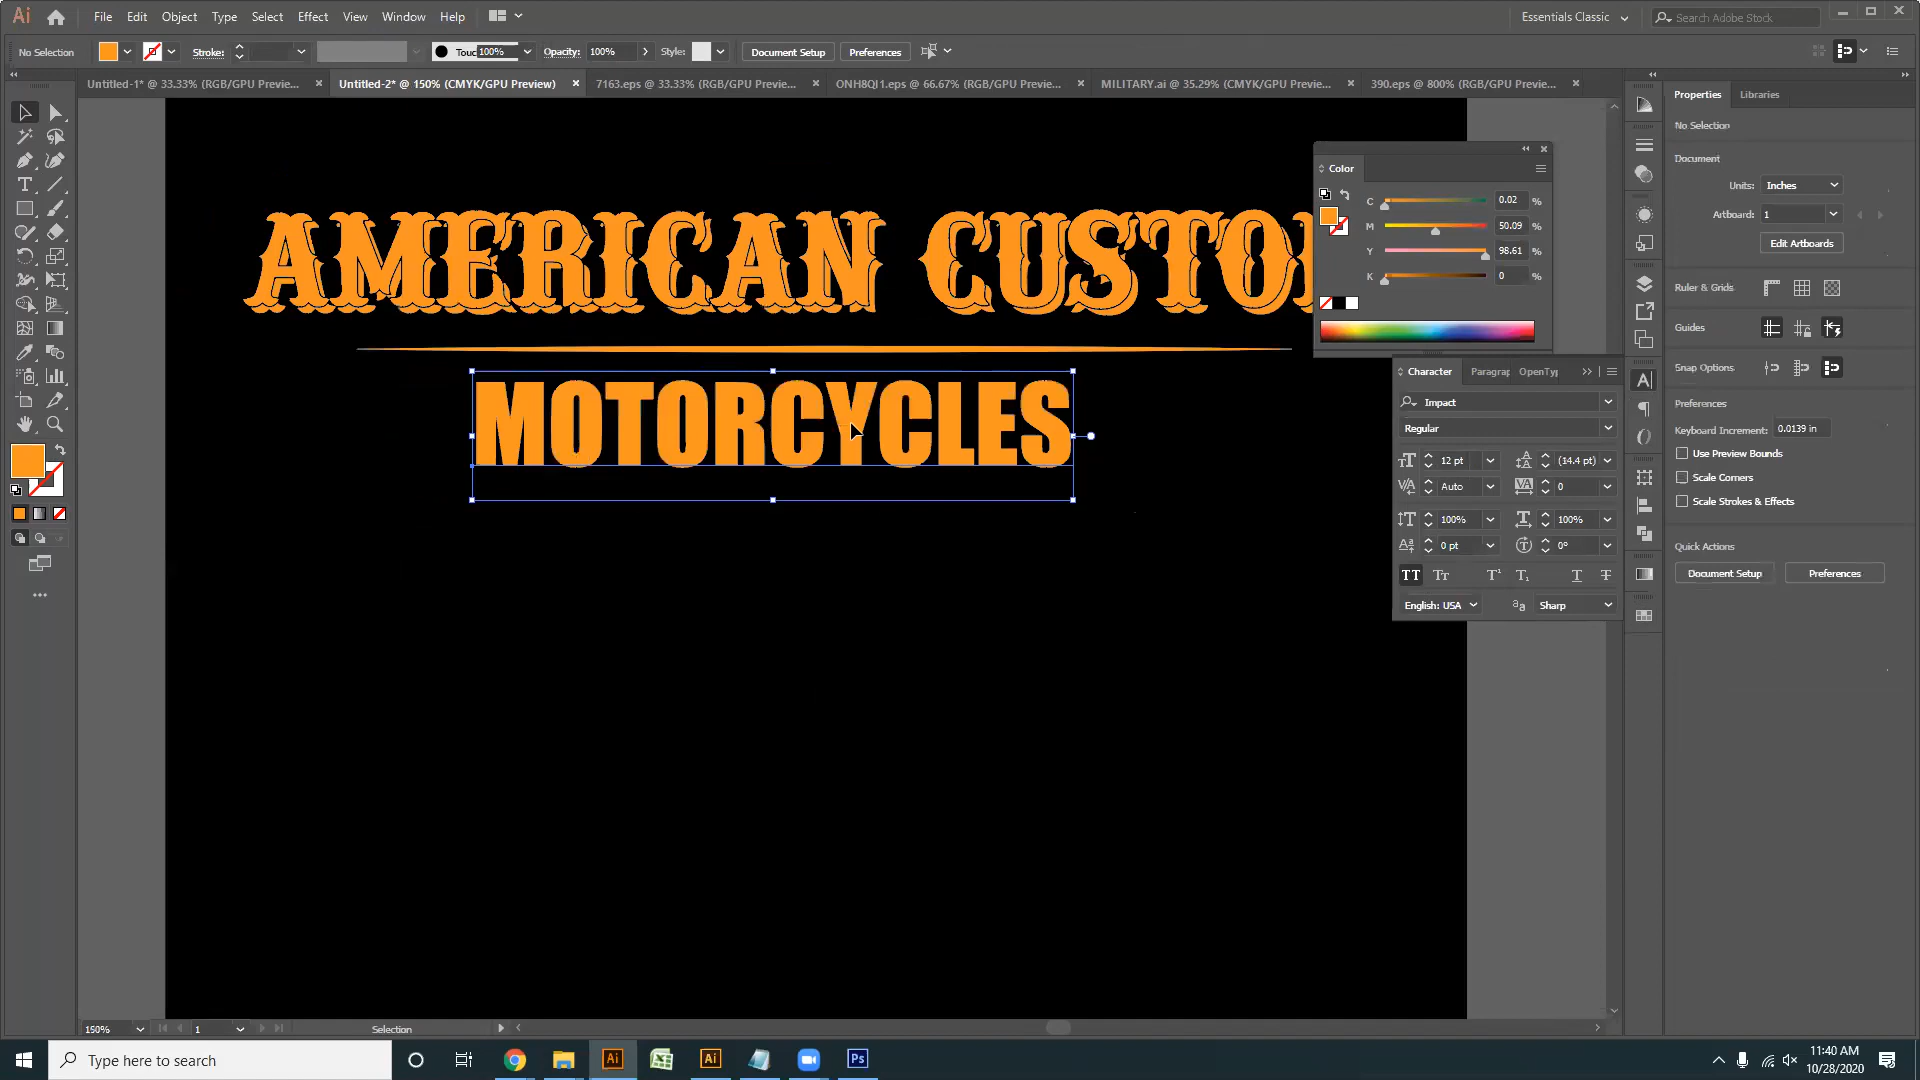 Ai File Edit Object Type Select Effect View Window Help Essentials Classic Search Adobe Stock
No Selection Stroke: 100% Opacity: 100% Style: Document Setup Preferences
Untitled-1* @ 33.33% (RGB/GPU Previe... Untitled-2* @ 150% (CMYK/GPU Preview) 7163.eps @ 33.33% (RGB/GPU Previe... ONH8QI1.eps @ 66.67% (RGB/GPU Previe... MILITARY.ai @ 35.29% (CMYK/GPU Previe... 390.eps @ 800% (RGB/GPU Previe...
Properties Libraries
No Selection
Document
Units: Inches
Artboard: 1
Edit Artboards
Ruler & Grids
Guides
Snap Options
Preferences
Keyboard Increment: 0.0139 in
Use Preview Bounds
Scale Corners
Scale Strokes & Effects
Quick Actions
Document Setup Preferences
Color
C 0.02 %
M 50.09 %
Y 98.61 %
K 0 %
AMERICAN CUSTO
MOTORCYCLES
Character Paragr OpenTy
Impact
Regular
12 pt (14.4 pt)
Auto 0
100% 100%
0 pt 0°
English: USA Sharp
150% 1 Selection
Type here to search
Ai Ai Ps
11:40 AM
10/28/2020